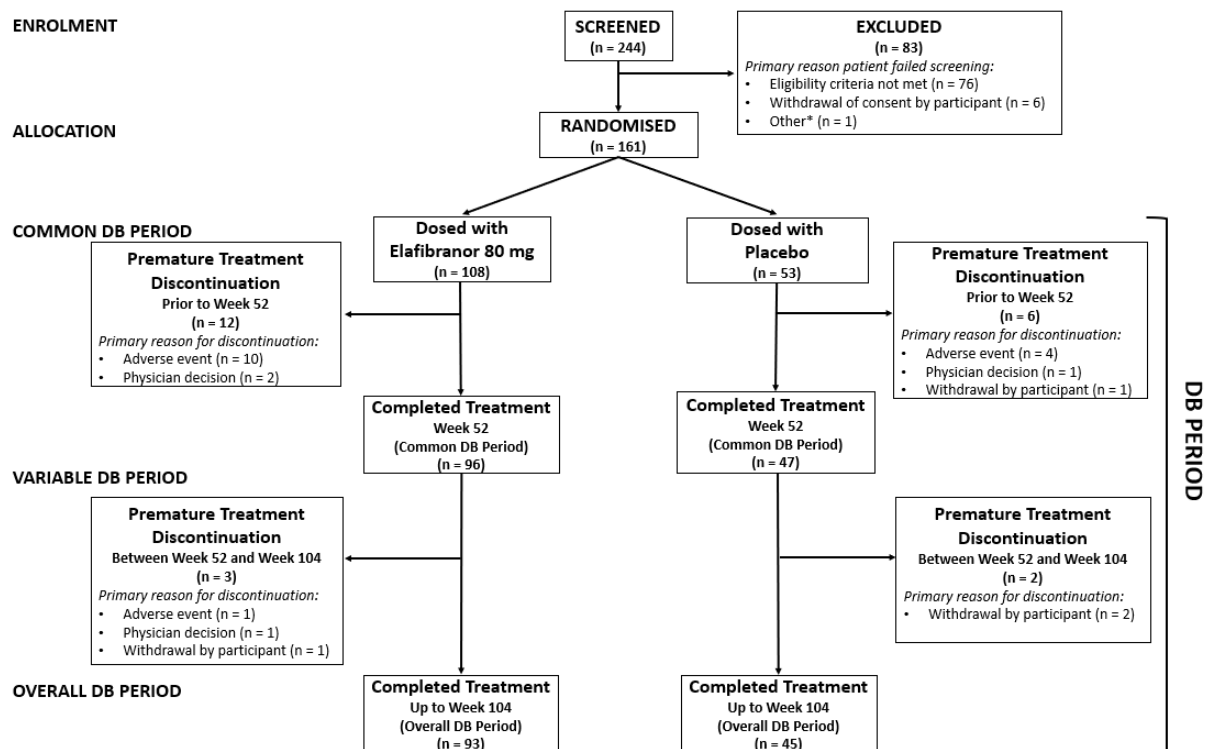 ENROLMENT
SCREENED
(n = 244)
EXCLUDED
(n = 83)
Primary reason patient failed screening:
• Eligibility criteria not met (n = 76)
• Withdrawal of consent by participant (n = 6)
• Other* (n = 1)
ALLOCATION
RANDOMISED
(n = 161)
COMMON DB PERIOD
Dosed with
Elafibranor 80 mg
(n = 108)
Dosed with
Placebo
(n = 53)
Premature Treatment
Discontinuation
Prior to Week 52
(n = 12)
Primary reason for discontinuation:
• Adverse event (n = 10)
• Physician decision (n = 2)
Premature Treatment
Discontinuation
Prior to Week 52
(n = 6)
Primary reason for discontinuation:
• Adverse event (n = 4)
• Physician decision (n = 1)
• Withdrawal by participant (n = 1)
Completed Treatment
Week 52
(Common DB Period)
(n = 96)
Completed Treatment
Week 52
(Common DB Period)
(n = 47)
DB PERIOD
VARIABLE DB PERIOD
Premature Treatment
Discontinuation
Between Week 52 and Week 104
(n = 3)
Primary reason for discontinuation:
• Adverse event (n = 1)
• Physician decision (n = 1)
• Withdrawal by participant (n = 1)
Premature Treatment
Discontinuation
Between Week 52 and Week 104
(n = 2)
Primary reason for discontinuation:
• Withdrawal by participant (n = 2)
OVERALL DB PERIOD
Completed Treatment
Up to Week 104
(Overall DB Period)
(n = 93)
Completed Treatment
Up to Week 104
(Overall DB Period)
(n = 45)